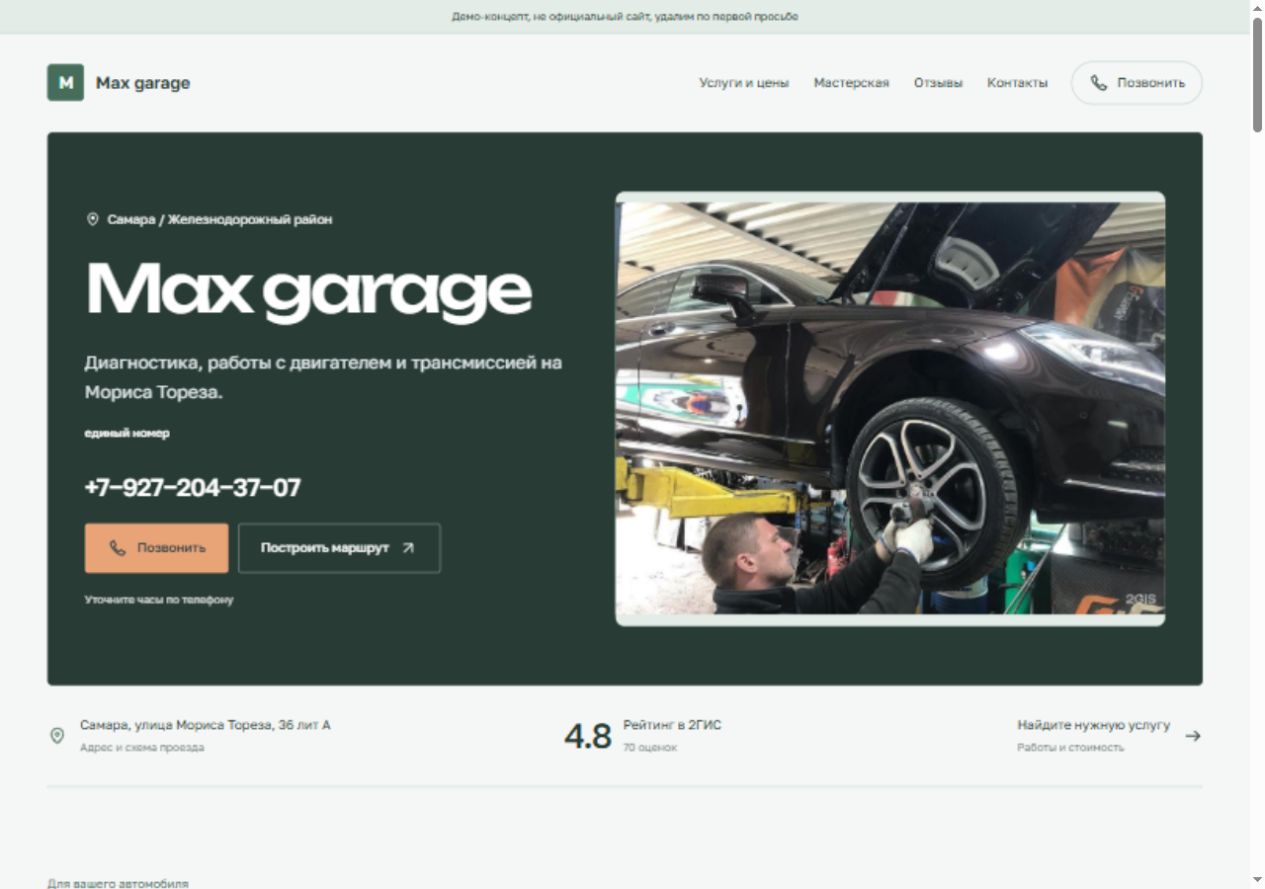 Демо-концепт, не официальный сайт, удалим по первой просьбе
M Max garage
Услуги и цены Мастерская Отзывы Контакты Позвонить
Самара / Железнодорожный район
Max garage
Диагностика, работы с двигателем и трансмиссией на
Мориса Тореза.
единый номер
+7–927–204–37–07
Позвонить Построить маршрут
Уточните часы по телефону
2GIS
Самара, улица Мориса Тореза, 36 лит А
Адрес и схема проезда
4.8 Рейтинг в 2ГИС
70 оценок
Найдите нужную услугу
Работы и стоимость
Для вашего автомобиля